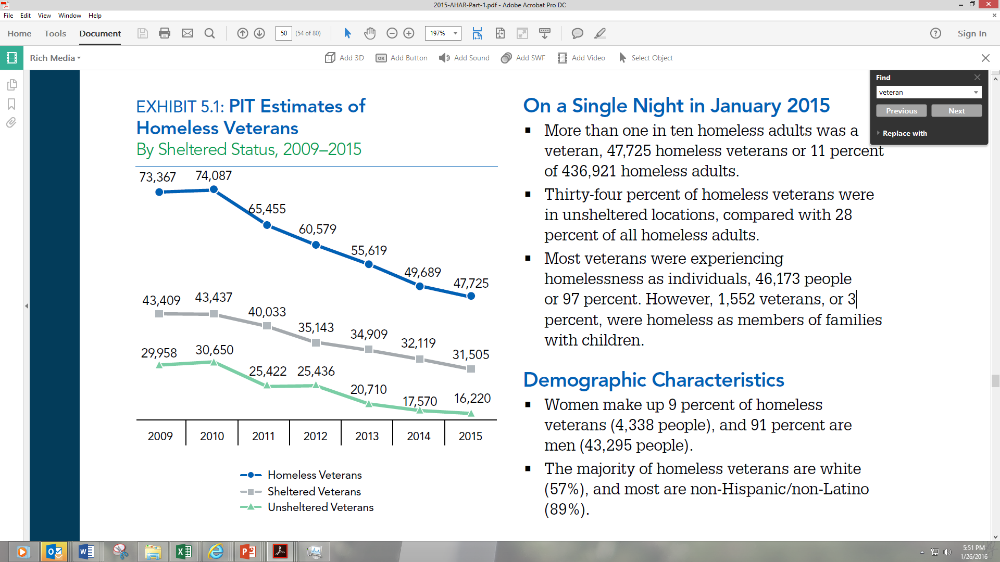 2015-AHAR-Part-1.pdf - Adobe Acrobat Pro DC
File Edit View Window Help
Home Tools Document 50 (54 of 80) 197% Sign In
Rich Media Add 3D OK Add Button Add Sound Add SWF Add Video Select Object
Find
veteran
Previous Next
Replace with
EXHIBIT 5.1: PIT Estimates of
Homeless Veterans
By Sheltered Status, 2009–2015
73,367 74,087
65,455
60,579
55,619
49,689
47,725
43,409 43,437
40,033
35,143
34,909
32,119
31,505
29,958 30,650
25,422 25,436
20,710
17,570 16,220
2009 2010 2011 2012 2013 2014 2015
Homeless Veterans
Sheltered Veterans
Unsheltered Veterans
On a Single Night in January 2015
■ More than one in ten homeless adults was a
veteran, 47,725 homeless veterans or 11 percent
of 436,921 homeless adults.
■ Thirty-four percent of homeless veterans were
in unsheltered locations, compared with 28
percent of all homeless adults.
■ Most veterans were experiencing
homelessness as individuals, 46,173 people
or 97 percent. However, 1,552 veterans, or 3
percent, were homeless as members of families
with children.
Demographic Characteristics
■ Women make up 9 percent of homeless
veterans (4,338 people), and 91 percent are
men (43,295 people).
■ The majority of homeless veterans are white
(57%), and most are non-Hispanic/non-Latino
(89%).
5:51 PM
1/26/2016